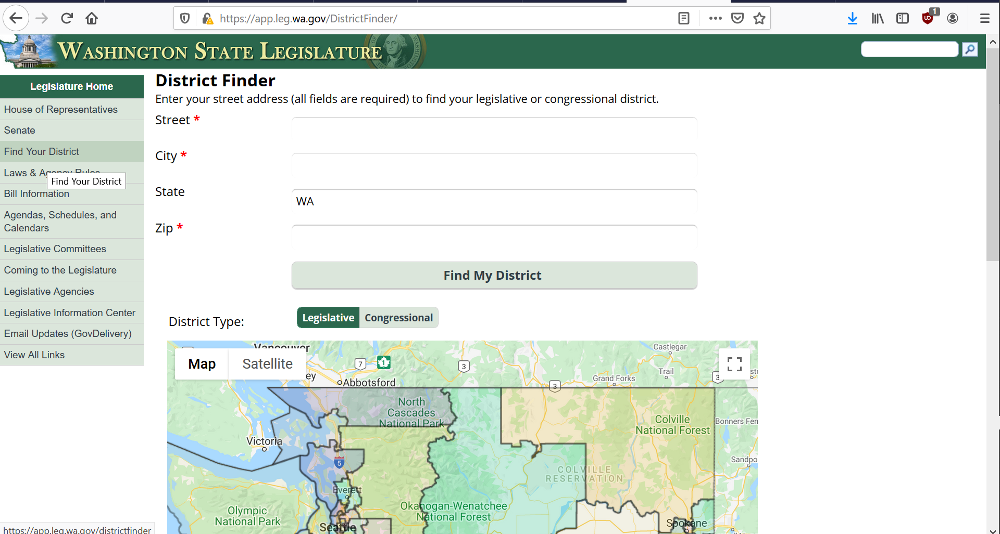 https://app.leg.wa.gov/DistrictFinder/
1
WASHINGTON STATE LEGISLATURE
Legislature Home
House of Representatives
Senate
Find Your District
Laws & Agency Rules
Find Your District
Bill Information
Agendas, Schedules, and
Calendars
Legislative Committees
Coming to the Legislature
Legislative Agencies
Legislative Information Center
Email Updates (GovDelivery)
View All Links
District Finder
Enter your street address (all fields are required) to find your legislative or congressional district.
Street *
City *
State
WA
Zip *
Find My District
District Type:
Legislative Congressional
Vancouver
Castlegar
Map Satellite
7 1
3
Trail
ey
Abbotsford
Grand Forks
3
3
North
Cascades
National Park
Colville
National Forest
Bonners Fer
Victoria
5
Sandpo
COLVILLE
RESERVATION
Everett
Okanogan-Wenatchee
National Forest
Olympic
National Park
Seattle
Spokane
https://app.leg.wa.gov/districtfinder